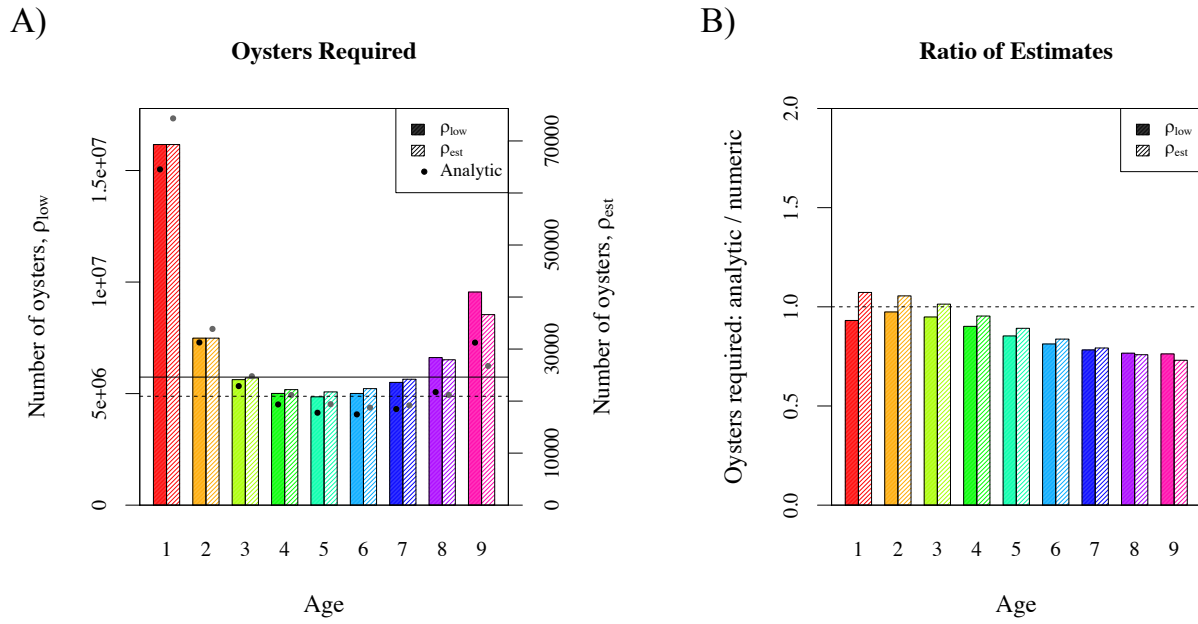 A)
Oysters Required
Number of oysters, ρlow
0
5e+06
1e+07
1.5e+07
ρlow
ρest
Analytic
0
10000
20000
30000
50000
70000
Number of oysters, ρest
1 2 3 4 5 6 7 8 9
Age
B)
Ratio of Estimates
Oysters required: analytic / numeric
0.0
0.5
1.0
1.5
2.0
ρlow
ρest
1 2 3 4 5 6 7 8 9
Age